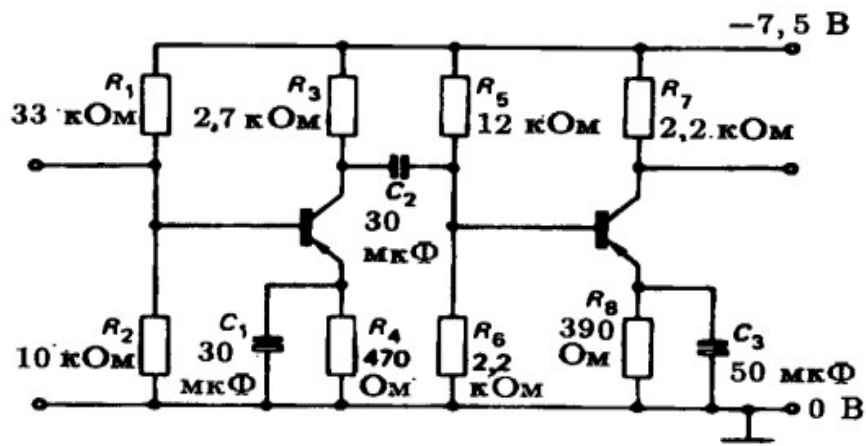 −7,5 В
R₁
33 кОм
R₃
2,7 кОм
R₅
12 кОм
R₇
2,2 кОм
C₂
30
мкФ
R₂
10 кОм
C₁
30
мкФ
R₄
470
Ом
R₆
2,2
кОм
R₈
390
Ом
C₃
50 мкФ
0 В